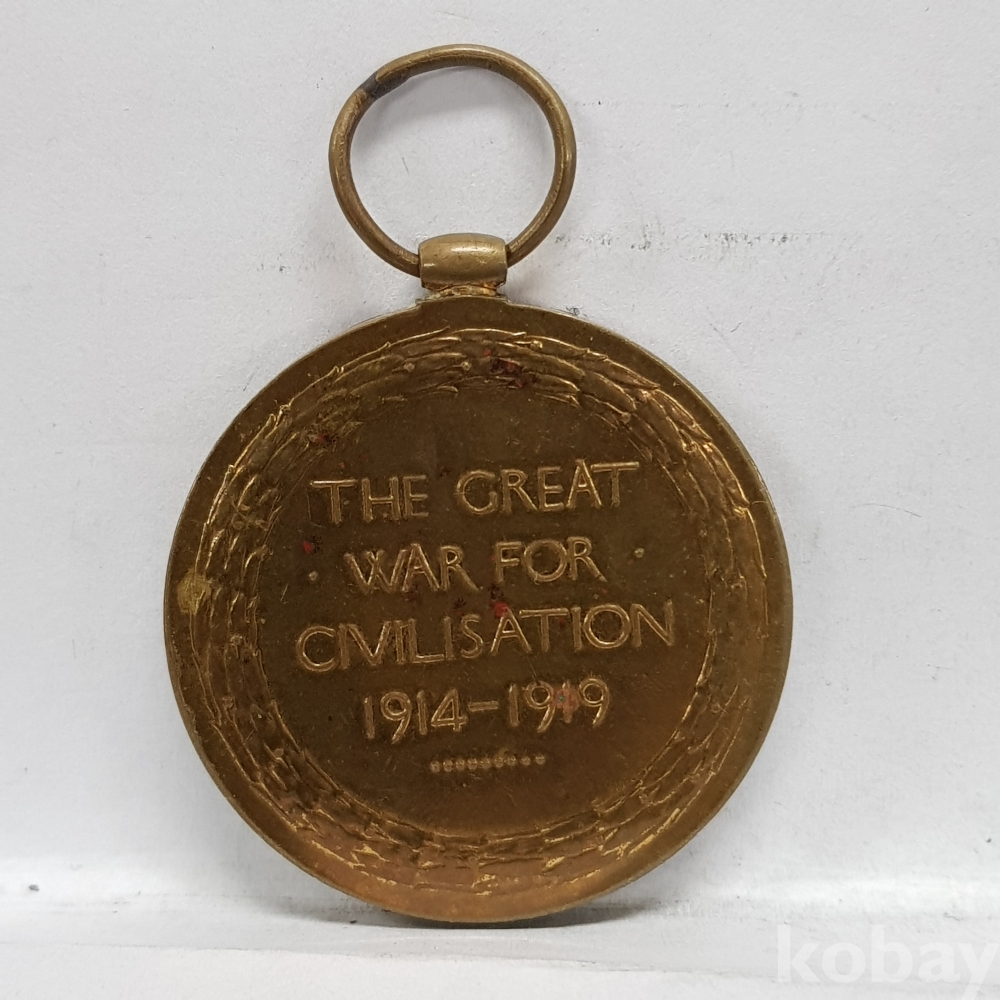 THE GREAT
· WAR FOR ·
CIVILISATION
1914-1919
kobay